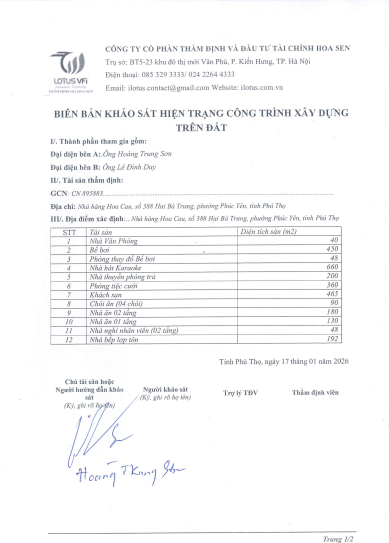 LOTUS VFI
THẨM ĐỊNH GIÁ HOA SEN
CÔNG TY CỔ PHẦN THẨM ĐỊNH VÀ ĐẦU TƯ TÀI CHÍNH HOA SEN
Trụ sở: BT5-23 khu đô thị mới Văn Phú, P. Kiến Hưng, TP. Hà Nội
Điện thoại: 085 329 3333/ 024 2264 4333
Email: ilotus.contact@gmail.com Website: ilotus.com.vn
BIÊN BẢN KHẢO SÁT HIỆN TRẠNG CÔNG TRÌNH XÂY DỰNG
TRÊN ĐẤT
I/. Thành phần tham gia gồm:
Đại diện bên A: Ông Hoàng Trung Sơn
Đại diện bên B: Ông Lê Đình Duy
II/. Tài sản thẩm định:
GCN: CN 895883
Địa chỉ: Nhà hàng Hoa Cau, số 388 Hai Bà Trưng, phường Phúc Yên, tỉnh Phú Thọ
III/. Địa điểm xác định: .. Nhà hàng Hoa Cau, số 388 Hai Bà Trưng, phường Phúc Yên, tỉnh Phú Thọ
STT Tài sản Diện tích sàn (m2)
1 Nhà Văn Phòng 40
2 Bể bơi 450
3 Phòng thay đồ Bể bơi 48
4 Nhà hát Karaoke 660
5 Nhà thuyền phòng trà 200
6 Phòng tiệc cưới 360
7 Khách sạn 465
8 Chòi ăn (04 chòi) 90
9 Nhà ăn 02 tầng 180
10 Nhà ăn 01 tầng 130
11 Nhà nghỉ nhân viên (02 tầng) 48
12 Nhà bếp lợp tôn 192
Tỉnh Phú Thọ, ngày 17 tháng 01 năm 2026
Chủ tài sản hoặc
Người hướng dẫn khảo
sát
(Ký, ghi rõ họ tên)
Người khảo sát
(Ký, ghi rõ họ tên)
Trợ lý TĐV
Thẩm định viên
Hoàng Trung Sơn
Trang 1/2